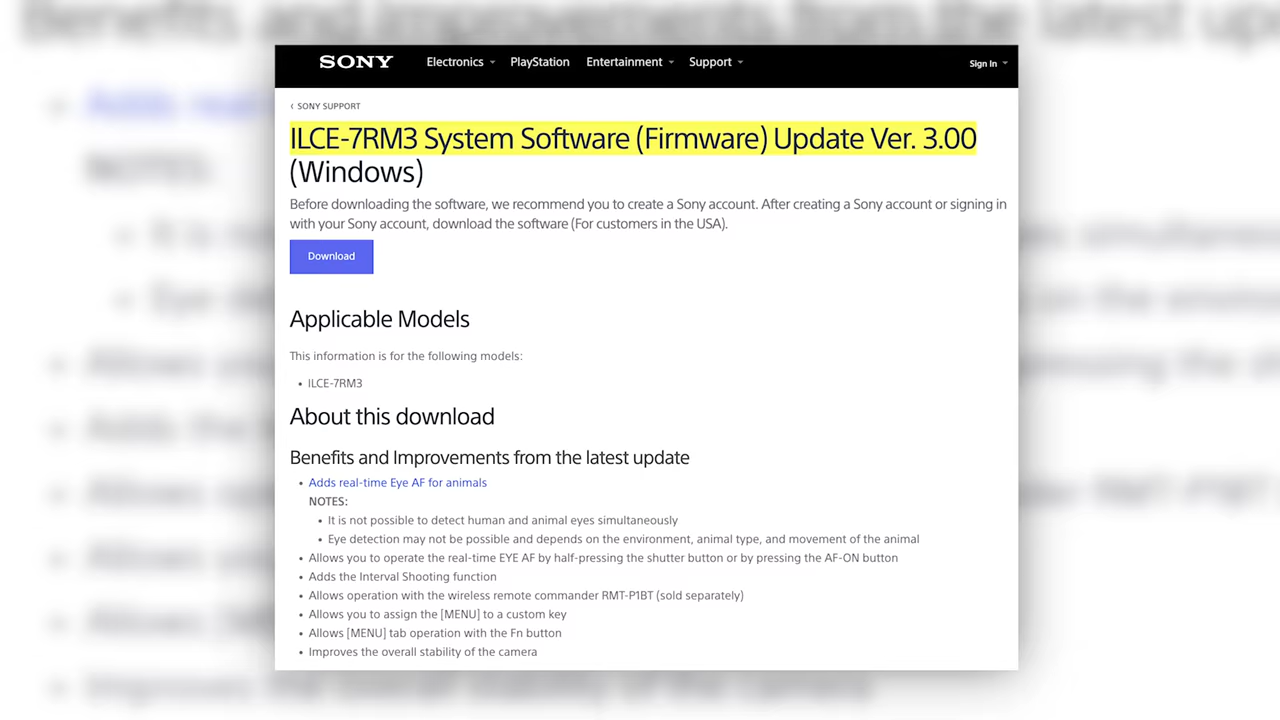 Benefits and Improvements from the latest up
SONY
Electronics
PlayStation
Entertainment
Support
Sign In
SONY SUPPORT
ILCE-7RM3 System Software (Firmware) Update Ver. 3.00
(Windows)
Before downloading the software, we recommend you to create a Sony account. After creating a Sony account or signing in
with your Sony account, download the software (For customers in the USA).
Download
Applicable Models
This information is for the following models:
• ILCE-7RM3
About this download
Benefits and Improvements from the latest update
• Adds real-time Eye AF for animals
NOTES:
• It is not possible to detect human and animal eyes simultaneously
• Eye detection may not be possible and depends on the environment, animal type, and movement of the animal
• Allows you to operate the real-time EYE AF by half-pressing the shutter button or by pressing the AF-ON button
• Adds the Interval Shooting function
• Allows operation with the wireless remote commander RMT-P1BT (sold separately)
• Allows you to assign the [MENU] to a custom key
• Allows [MENU] tab operation with the Fn button
• Improves the overall stability of the camera